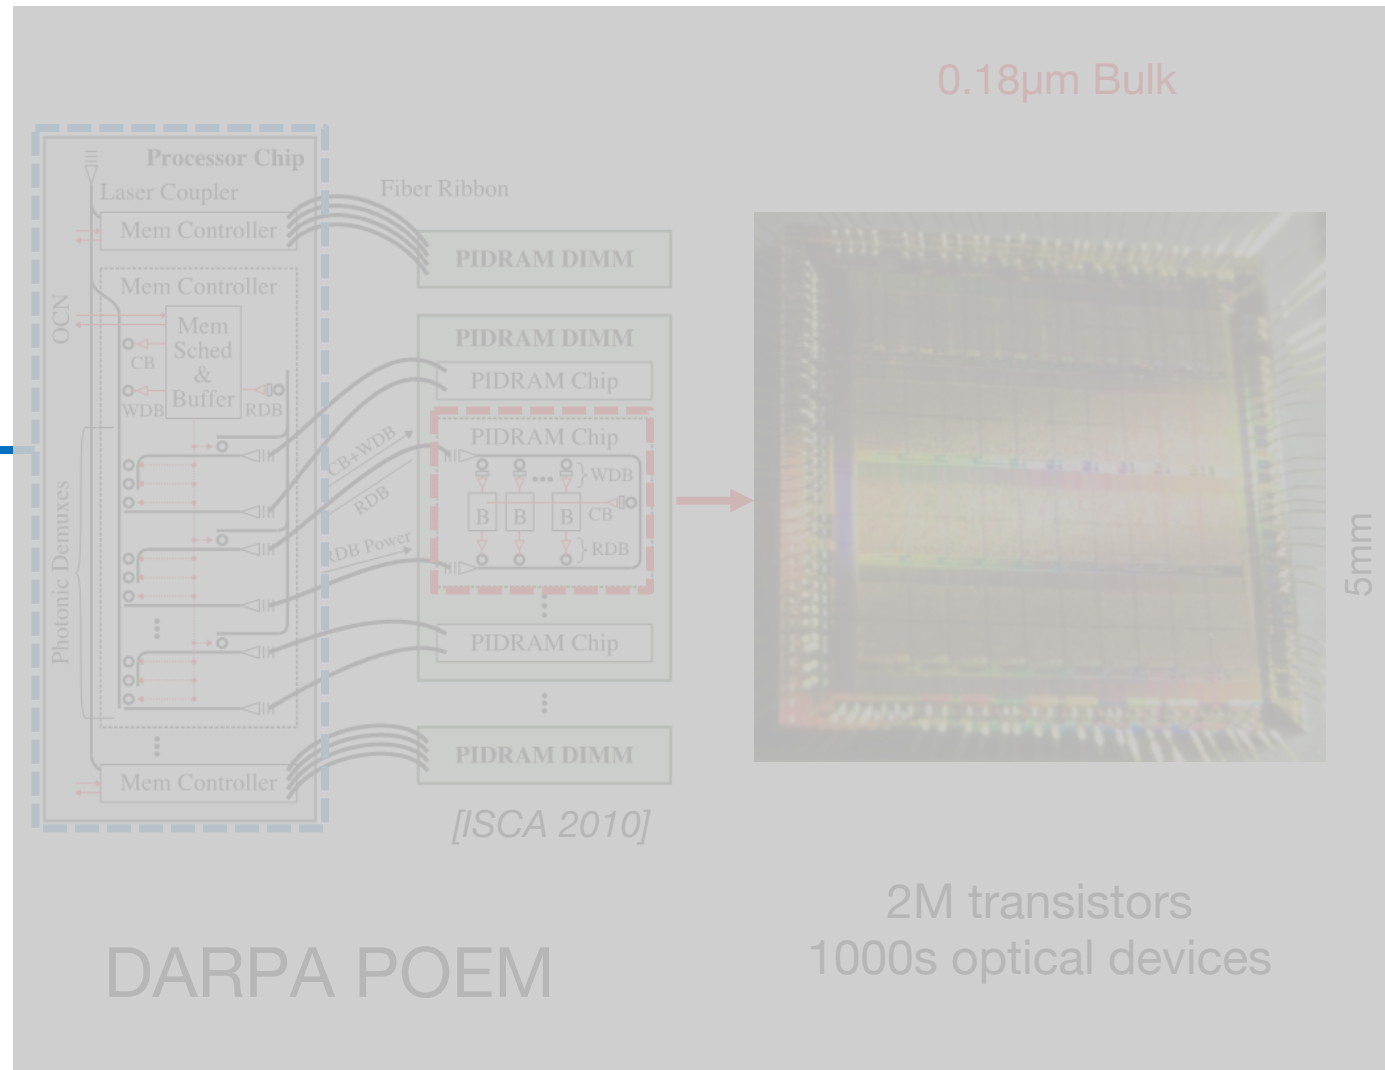 0.18µm Bulk
Processor Chip
Laser Coupler
Mem Controller
Mem Controller
OCN
Mem
Sched
&
Buffer
CB
WDB
RDB
Photonic Demuxes
Mem Controller
Fiber Ribbon
PIDRAM DIMM
PIDRAM DIMM
PIDRAM Chip
CB+WDB
RDB
RDB Power
PIDRAM Chip
WDB
B B B
CB
RDB
PIDRAM Chip
PIDRAM DIMM
[ISCA 2010]
5mm
2M transistors
1000s optical devices
DARPA POEM